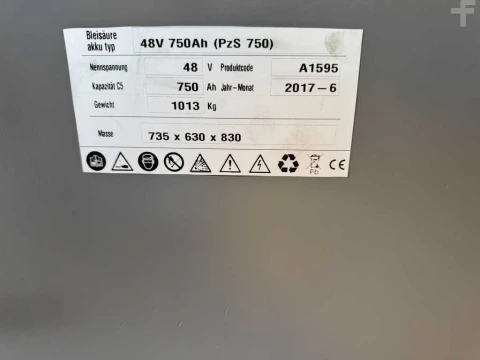 Bleisäure
akku typ 48V 750Ah (PzS 750)
Nennspannung 48 V Produktcode A1595
Kapazität C5 750 Ah Jahr-Monat 2017-6
Gewicht 1013 Kg
Masse 735 x 630 x 830
Pb CE